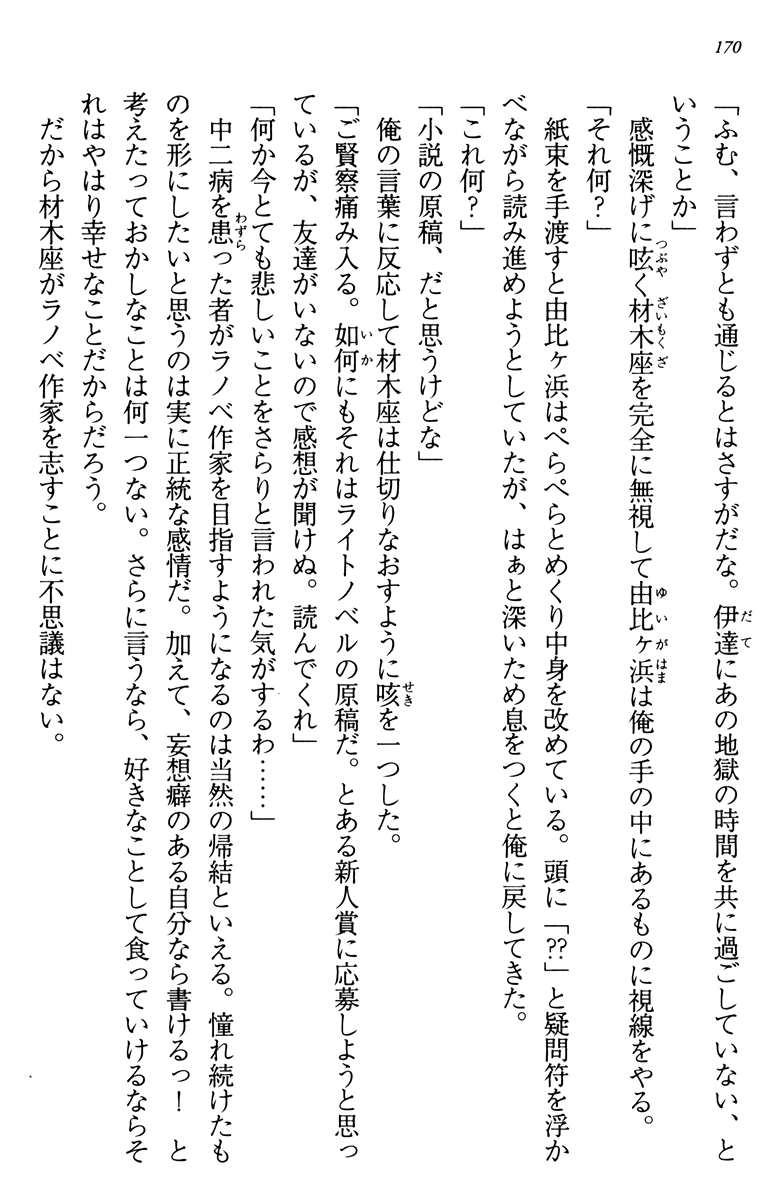 170
「ふむ、言わずとも通じるとはさすがだな。伊達にあの地獄の時間を共に過ごしていない、と
いうことか」
　感慨深げに呟く材木座を完全に無視して由比ヶ浜は俺の手の中にあるものに視線をやる。
「それ何?」
　紙束を手渡すと由比ヶ浜はぺらぺらとめくり中身を改めている。頭に「??」と疑問符を浮か
べながら読み進めようとしていたが、はぁと深いため息をつくと俺に戻してきた。
「これ何?」
「小説の原稿、だと思うけどな」
　俺の言葉に反応して材木座は仕切りなおすように咳を一つした。
「ご賢察痛み入る。如何にもそれはライトノベルの原稿だ。とある新人賞に応募しようと思っ
ているが、友達がいないので感想が聞けぬ。読んでくれ」
「何か今とても悲しいことをさらりと言われた気がするわ……」
　中二病を患った者がラノベ作家を目指すようになるのは当然の帰結といえる。憧れ続けたも
のを形にしたいと思うのは実に正統な感情だ。加えて、妄想癖のある自分なら書けるっ!　と
考えたっておかしなことは何一つない。さらに言うなら、好きなことして食っていけるならそ
れはやはり幸せなことだからだろう。
　だから材木座がラノベ作家を志すことに不思議はない。